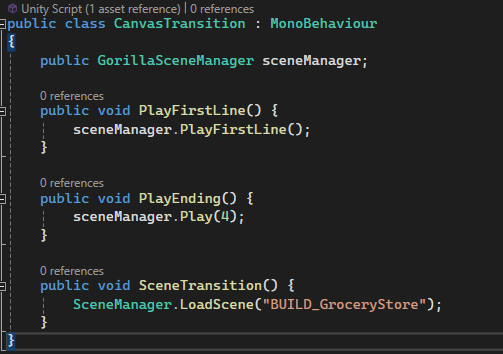 Unity Script (1 asset reference) | 0 references
public class CanvasTransition : MonoBehaviour
{
public GorillaSceneManager sceneManager;
0 references
public void PlayFirstLine() {
sceneManager.PlayFirstLine();
}
0 references
public void PlayEnding() {
sceneManager.Play(4);
}
0 references
public void SceneTransition() {
SceneManager.LoadScene("BUILD_GroceryStore");
}
}